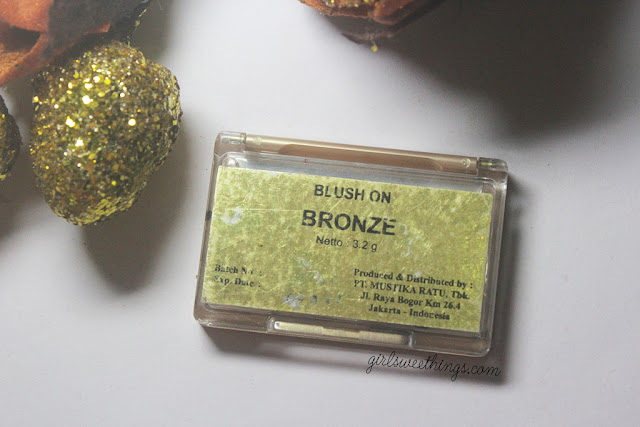 BLUSH ON
BRONZE
Netto : 3.2 g
Batch No :
Exp. Date :
Produced & Distributed by :
PT. MUSTIKA RATU, Tbk.
Jl. Raya Bogor Km 26.4
Jakarta - Indonesia
girlsweethings.com